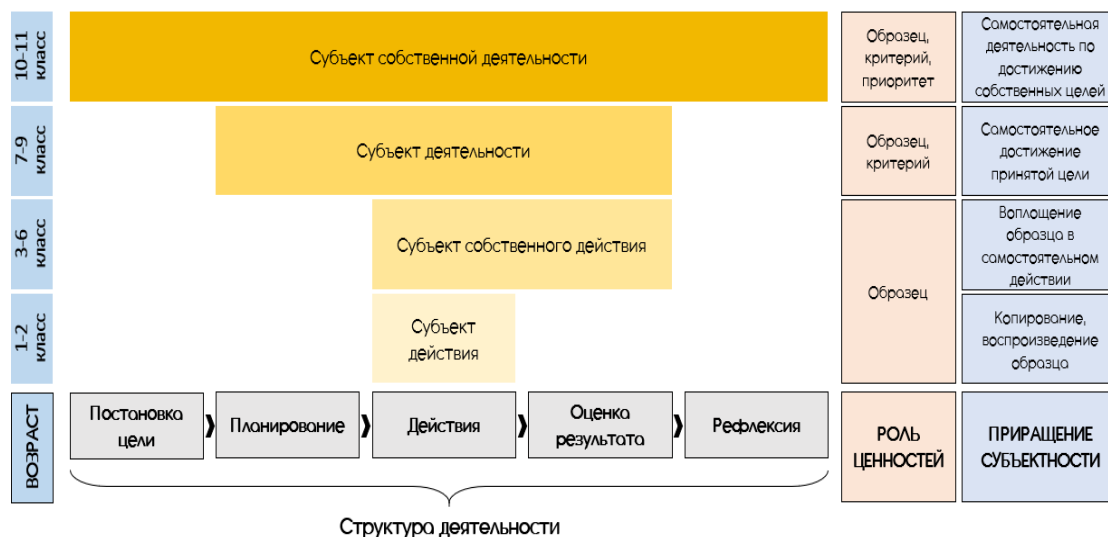 10-11
класс
Субъект собственной деятельности
Образец,
критерий,
приоритет
Самостоятельная
деятельность по
достижению
собственных целей
7-9
класс
Субъект деятельности
Образец,
критерий
Самостоятельное
достижение
принятой цели
3-6
класс
Субъект собственного действия
Образец
Воплощение
образца в
самостоятельном
действии
1-2
класс
Субъект
действия
Копирование,
воспроизведение
образца
ВОЗРАСТ
Постановка
цели
Планирование
Действия
Оценка
результата
Рефлексия
РОЛЬ
ЦЕННОСТЕЙ
ПРИРАЩЕНИЕ
СУБЪЕКТНОСТИ
Структура деятельности